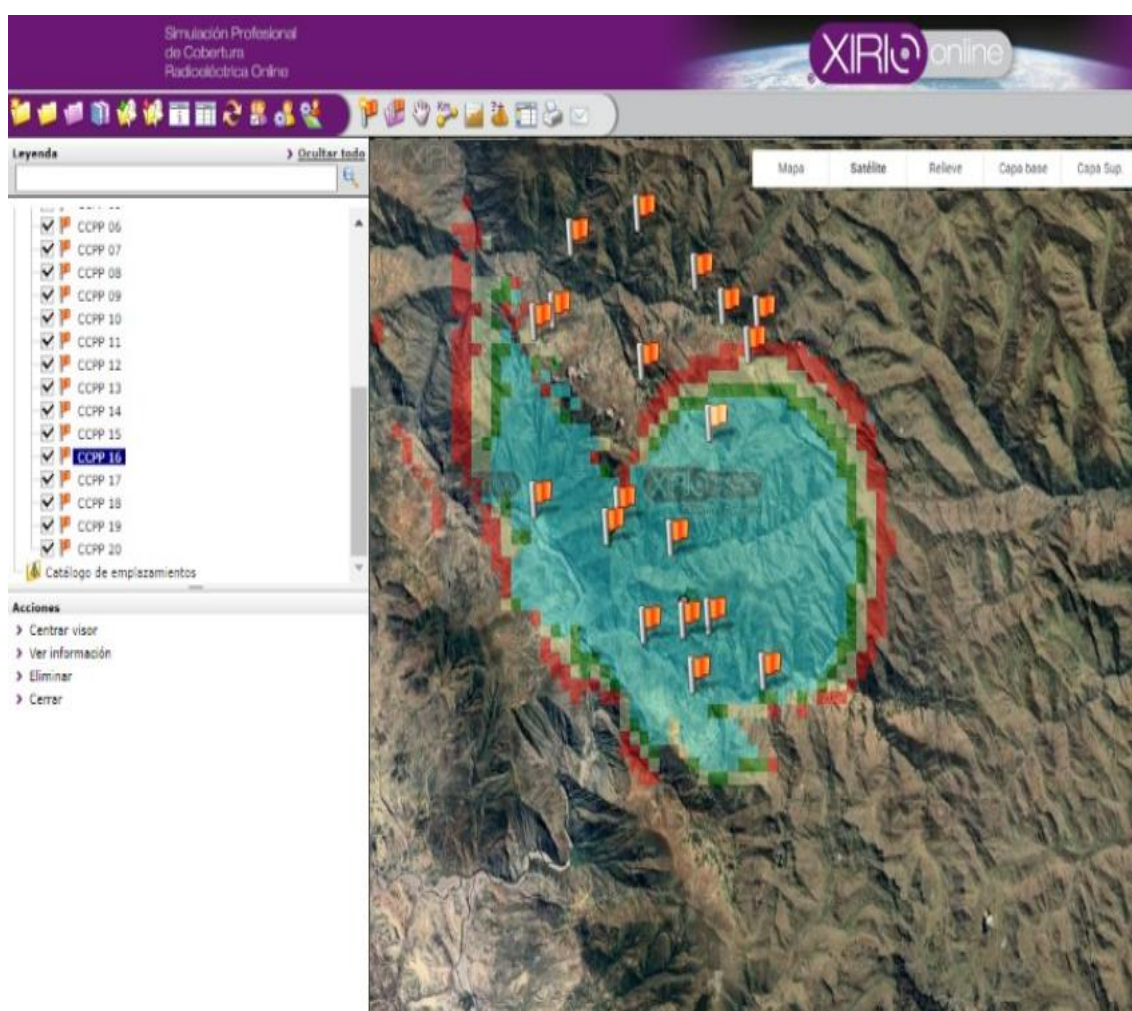 Simulación Profesional
de Cobertura
Radioeléctrica Online
XIRIO online
Leyenda
Ocultar todo
CCPP 06
CCPP 07
CCPP 08
CCPP 09
CCPP 10
CCPP 11
CCPP 12
CCPP 13
CCPP 14
CCPP 15
CCPP 16
CCPP 17
CCPP 18
CCPP 19
CCPP 20
Catálogo de emplazamientos
Acciones
Centrar visor
Ver información
Eliminar
Cerrar
Mapa Satélite Relieve Capa base Capa Sup.